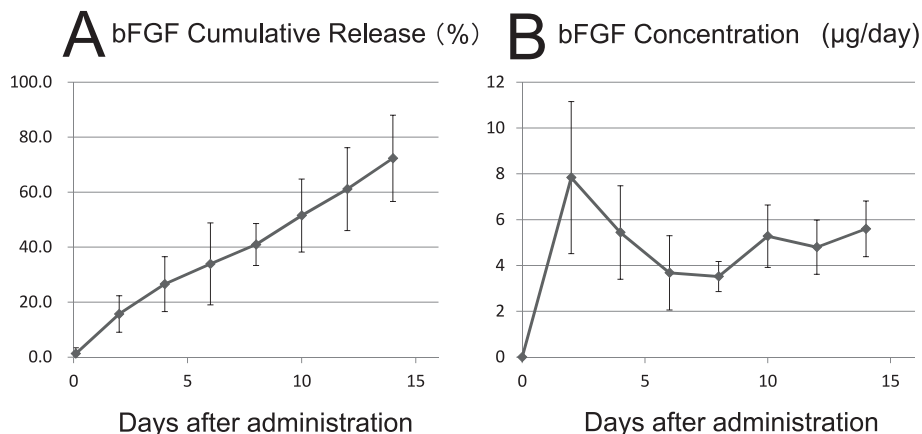 A bFGF Cumulative Release (%)
100.0
80.0
60.0
40.0
20.0
0.0
0 5 10 15
Days after administration
B bFGF Concentration (μg/day)
12
10
8
6
4
2
0
0 5 10 15
Days after administration